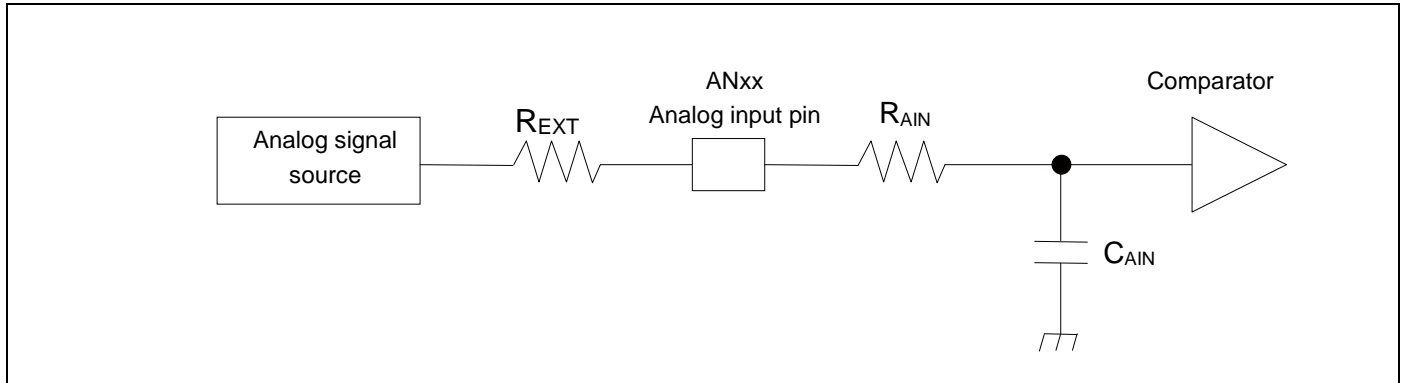 Analog signal
source
REXT
ANxx
Analog input pin
RAIN
Comparator
CAIN